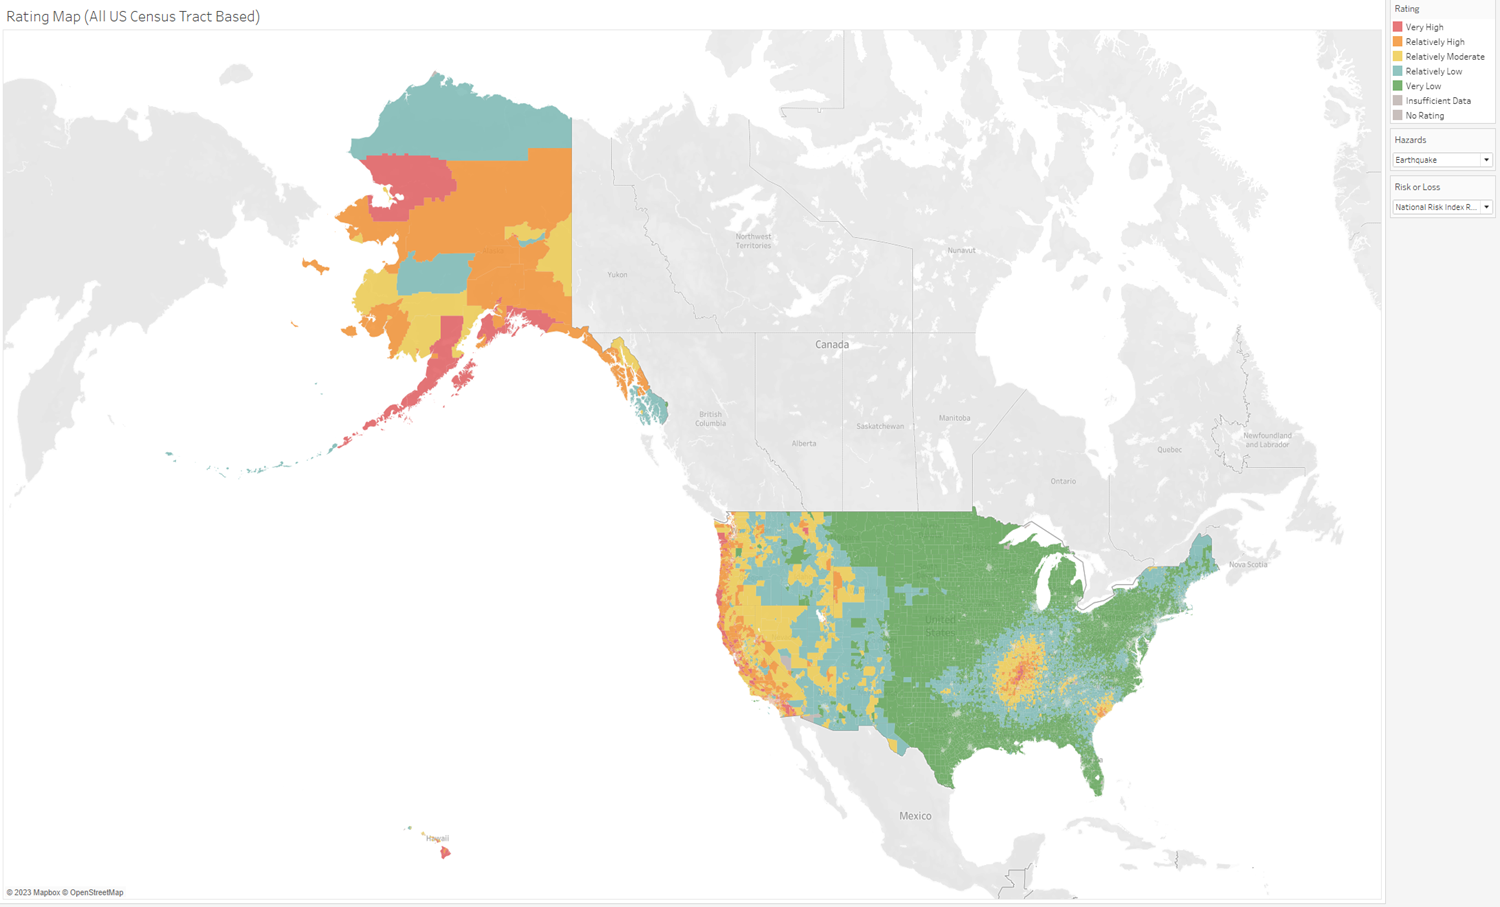 Rating Map (All US Census Tract Based)
Rating
Very High
Relatively High
Relatively Moderate
Relatively Low
Very Low
Insufficient Data
No Rating
Hazards
Earthquake
Risk or Loss
National Risk Index R...
Northwest
Territories
Nunavut
Yukon
Canada
British
Columbia
Alberta
Saskatchewan
Manitoba
Ontario
Quebec
Newfoundland
and Labrador
Nova Scotia
United
States
Mexico
Hawaii
© 2023 Mapbox © OpenStreetMap